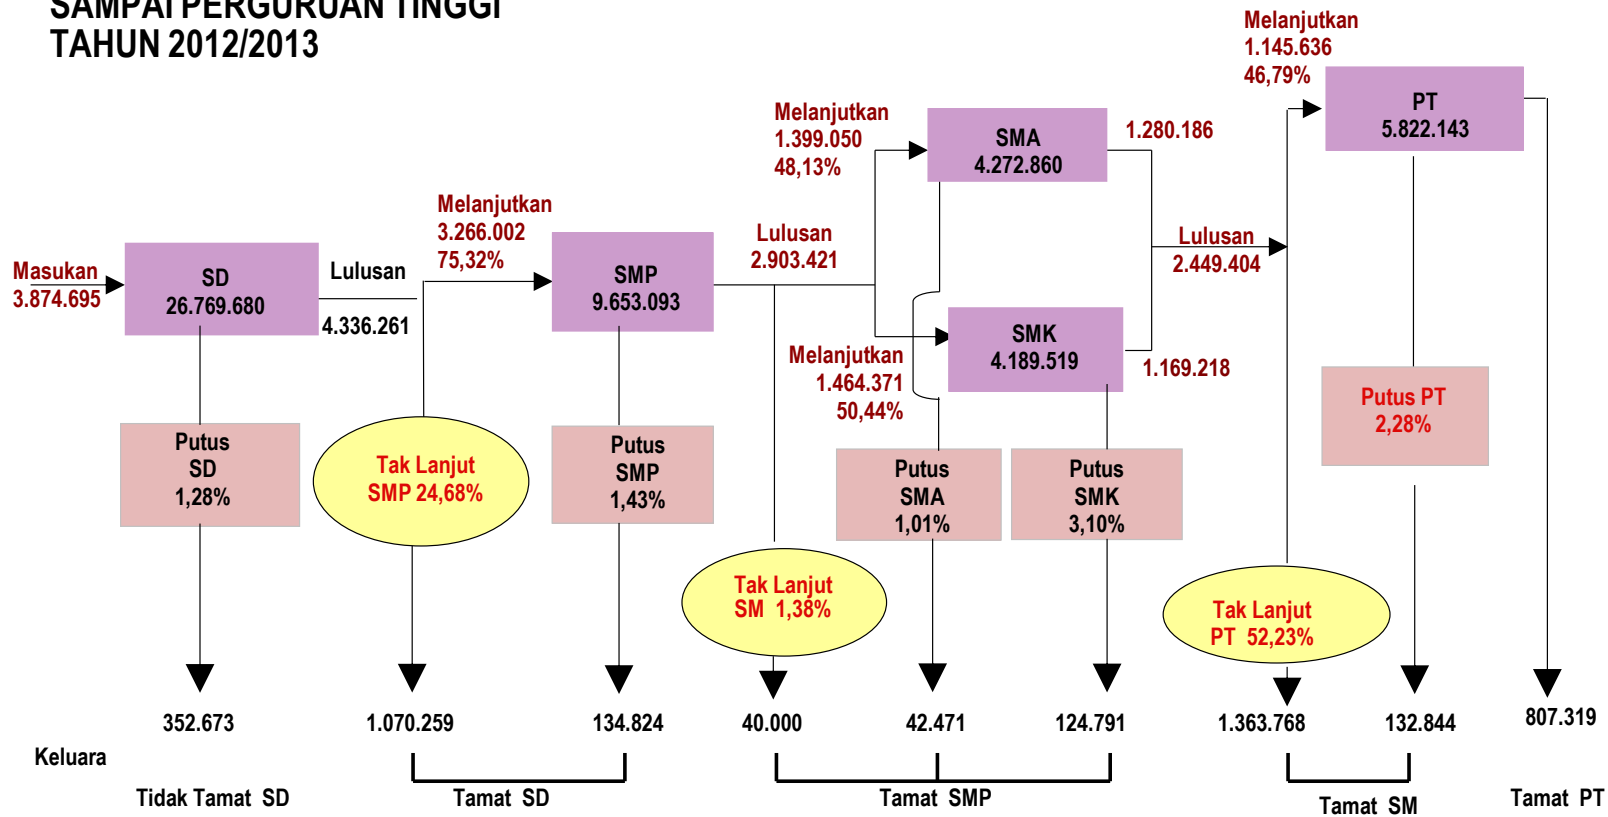 SAMPAI PERGURUAN TINGGI
TAHUN 2012/2013
Masukan
3.874.695
SD
26.769.680
Lulusan
4.336.261
Melanjutkan
3.266.002
75,32%
SMP
9.653.093
Lulusan
2.903.421
Melanjutkan
1.399.050
48,13%
SMA
4.272.860
1.280.186
Melanjutkan
1.464.371
50,44%
SMK
4.189.519
1.169.218
Lulusan
2.449.404
Melanjutkan
1.145.636
46,79%
PT
5.822.143
Putus
SD
1,28%
Tak Lanjut
SMP 24,68%
Putus
SMP
1,43%
Tak Lanjut
SM 1,38%
Putus
SMA
1,01%
Putus
SMK
3,10%
Tak Lanjut
PT 52,23%
Putus PT
2,28%
352.673
1.070.259
134.824
40.000
42.471
124.791
1.363.768
132.844
807.319
Keluara
Tidak Tamat SD
Tamat SD
Tamat SMP
Tamat SM
Tamat PT